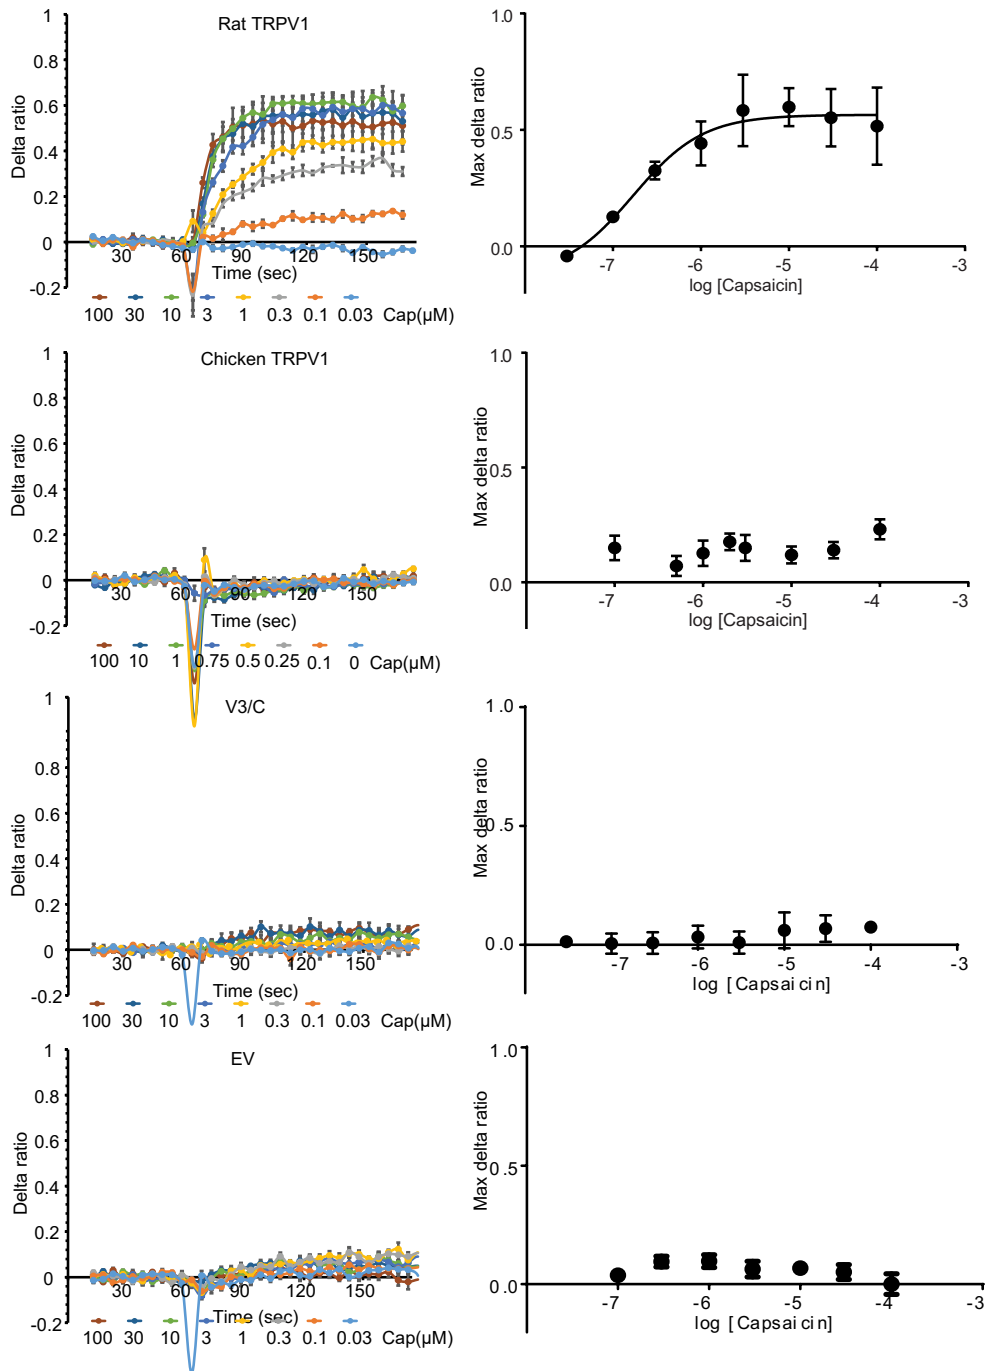 Rat TRPV1
Delta ratio
1
0.8
0.6
0.4
0.2
0
-0.2
30 60 90 120 150
Time (sec)
100 30 10 3 1 0.3 0.1 0.03 Cap(µM)
Max delta ratio
1.0
0.5
0.0
-7 -6 -5 -4 -3
log [Capsaicin]
Chicken TRPV1
Delta ratio
1
0.8
0.6
0.4
0.2
0
-0.2
30 60 90 120 150
Time (sec)
100 10 1 0.75 0.5 0.25 0.1 0 Cap(µM)
Max delta ratio
1.0
0.5
0.0
-7 -6 -5 -4 -3
log [Capsaicin]
V3/C
Delta ratio
1
0.8
0.6
0.4
0.2
0
-0.2
30 60 90 120 150
Time (sec)
100 30 10 3 1 0.3 0.1 0.03 Cap(µM)
Max delta ratio
1.0
0.5
0.0
-7 -6 -5 -4 -3
log [Capsaicin]
EV
Delta ratio
1
0.8
0.6
0.4
0.2
0
-0.2
30 60 90 120 150
Time (sec)
100 30 10 3 1 0.3 0.1 0.03 Cap(µM)
Max delta ratio
1.0
0.5
0.0
-7 -6 -5 -4 -3
log [Capsaicin]